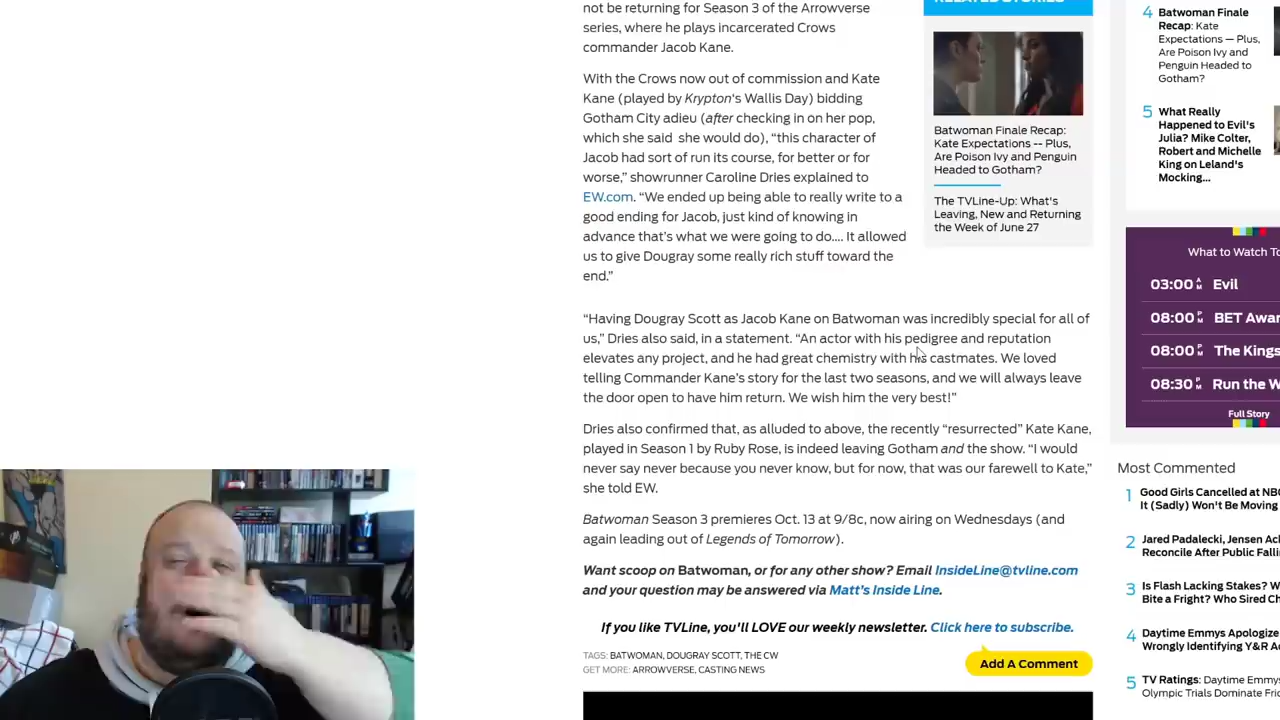 not be returning for Season 3 of the Arrowverse
series, where he plays incarcerated Crows
commander Jacob Kane.
With the Crows now out of commission and Kate
Kane (played by Krypton's Wallis Day) bidding
Gotham City adieu (after checking in on her pop,
which she said  she would do), “this character of
Jacob had sort of run its course, for better or for
worse,” showrunner Caroline Dries explained to
EW.com. “We ended up being able to really write to a
good ending for Jacob, just kind of knowing in
advance that’s what we were going to do.... It allowed
us to give Dougray some really rich stuff toward the
end.”
“Having Dougray Scott as Jacob Kane on Batwoman was incredibly special for all of
us,” Dries also said, in a statement. “An actor with his pedigree and reputation
elevates any project, and he had great chemistry with his castmates. We loved
telling Commander Kane’s story for the last two seasons, and we will always leave
the door open to have him return. We wish him the very best!”
Dries also confirmed that, as alluded to above, the recently “resurrected” Kate Kane,
played in Season 1 by Ruby Rose, is indeed leaving Gotham and the show. “I would
never say never because you never know, but for now, that was our farewell to Kate,”
she told EW.
Batwoman Season 3 premieres Oct. 13 at 9/8c, now airing on Wednesdays (and
again leading out of Legends of Tomorrow).
Want scoop on Batwoman, or for any other show? Email InsideLine@tvline.com
and your question may be answered via Matt’s Inside Line.
If you like TVLine, you'll LOVE our weekly newsletter. Click here to subscribe.
TAGS: BATWOMAN, DOUGRAY SCOTT, THE CW
GET MORE: ARROWVERSE, CASTING NEWS
Add A Comment
RELATED STORIES
Batwoman Finale Recap:
Kate Expectations -- Plus,
Are Poison Ivy and Penguin
Headed to Gotham?
The TVLine-Up: What's
Leaving, New and Returning
the Week of June 27
4 Batwoman Finale
Recap: Kate
Expectations — Plus,
Are Poison Ivy and
Penguin Headed to
Gotham?
5 What Really
Happened to Evil's
Julia? Mike Colter,
Robert and Michelle
King on Leland's
Mocking...
What to Watch
03:00 AM Evil
08:00 PM BET
08:00 PM The
08:30 PM Run the
Full Story
Most Commented
1 Good Girls Cancelled at
It (Sadly) Won't Be Moving
2 Jared Padalecki, Jensen
Reconcile After Public
3 Is Flash Lacking Stakes?
Bite a Fright? Who Sired
4 Daytime Emmys Apologize
Wrongly Identifying Y&R
5 TV Ratings: Daytime
Olympic Trials Dominate